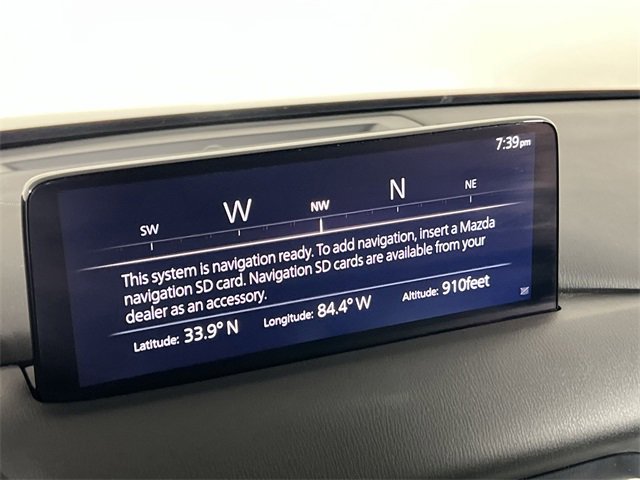 7:39pm
SW W NW N NE
This system is navigation ready. To add navigation, insert a Mazda
navigation SD card. Navigation SD cards are available from your
dealer as an accessory.
Latitude: 33.9° N Longitude: 84.4° W Altitude: 910feet